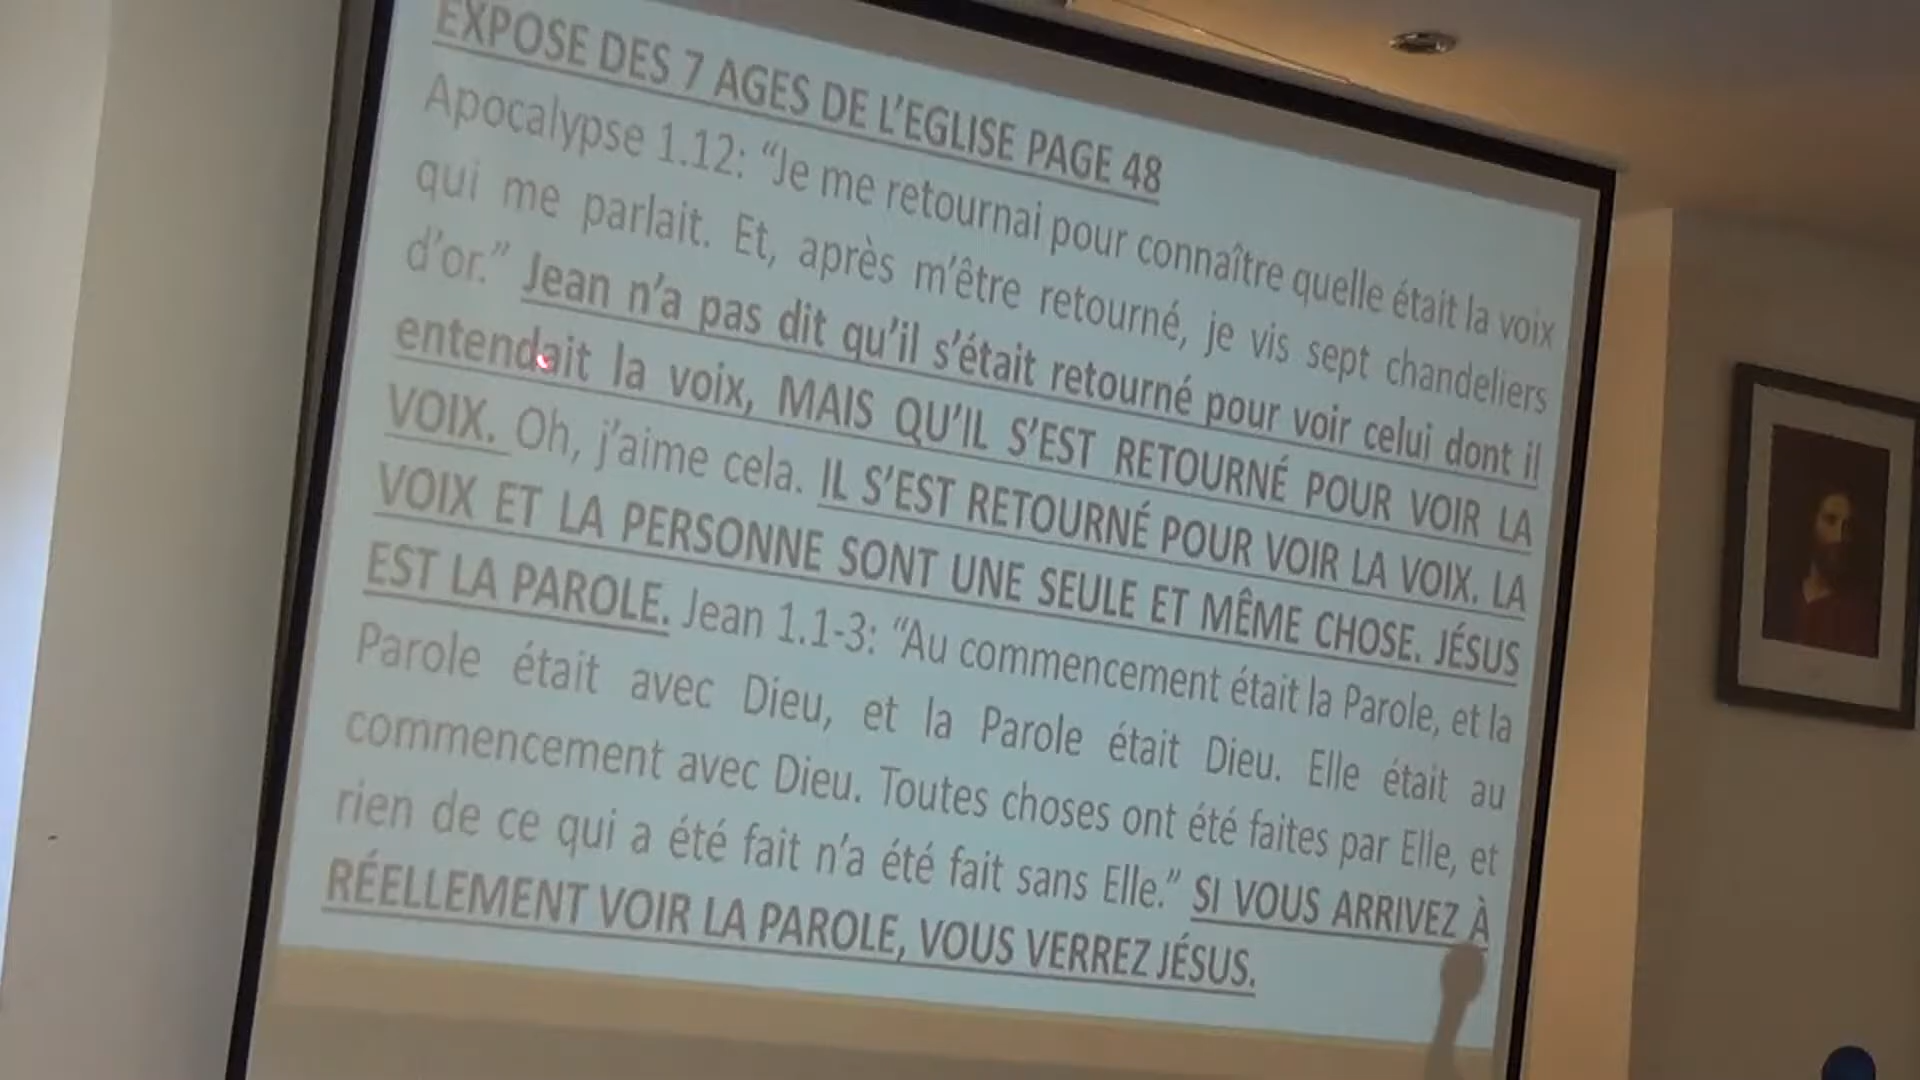 EXPOSE DES 7 AGES DE L'EGLISE PAGE 48
Apocalypse 1.12: “Je me retournai pour connaître quelle était la voix
qui me parlait. Et, après m'être retourné, je vis sept chandeliers
d'or.” Jean n'a pas dit qu'il s'était retourné pour voir celui dont il
entendait la voix, MAIS QU'IL S'EST RETOURNÉ POUR VOIR LA
VOIX. Oh, j'aime cela. IL S'EST RETOURNÉ POUR VOIR LA VOIX. LA
VOIX ET LA PERSONNE SONT UNE SEULE ET MÊME CHOSE. JÉSUS
EST LA PAROLE. Jean 1.1-3: “Au commencement était la Parole, et la
Parole était avec Dieu, et la Parole était Dieu. Elle était au
commencement avec Dieu. Toutes choses ont été faites par Elle, et
rien de ce qui a été fait n'a été fait sans Elle.” SI VOUS ARRIVEZ À
RÉELLEMENT VOIR LA PAROLE, VOUS VERREZ JÉSUS.